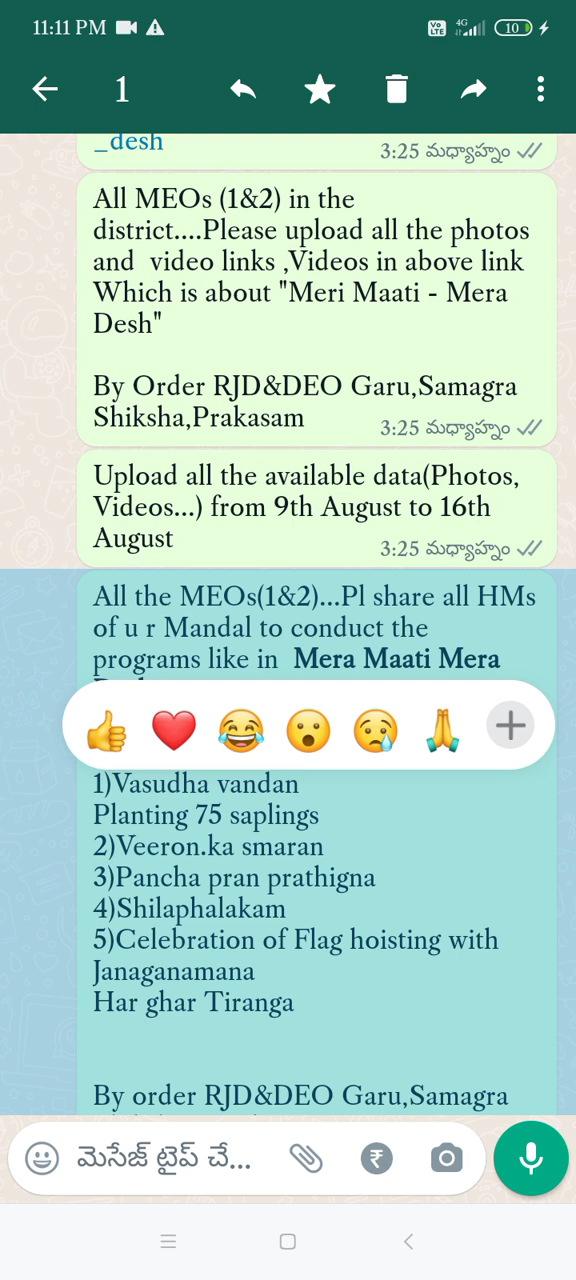 11:11 PM
Vo LTE 4G 10
1
_desh
3:25 మధ్యాహ్నం
All MEOs (1&2) in the
district....Please upload all the photos
and video links ,Videos in above link
Which is about "Meri Maati - Mera
Desh"
By Order RJD&DEO Garu,Samagra
Shiksha,Prakasam
3:25 మధ్యాహ్నం
Upload all the available data(Photos,
Videos...) from 9th August to 16th
August
3:25 మధ్యాహ్నం
All the MEOs(1&2)...Pl share all HMs
of u r Mandal to conduct the
programs like in Mera Maati Mera
1)Vasudha vandan
Planting 75 saplings
2)Veeron.ka smaran
3)Pancha pran prathigna
4)Shilaphalakam
5)Celebration of Flag hoisting with
Janaganamana
Har ghar Tiranga
By order RJD&DEO Garu,Samagra
మెసేజ్ టైప్ చే...